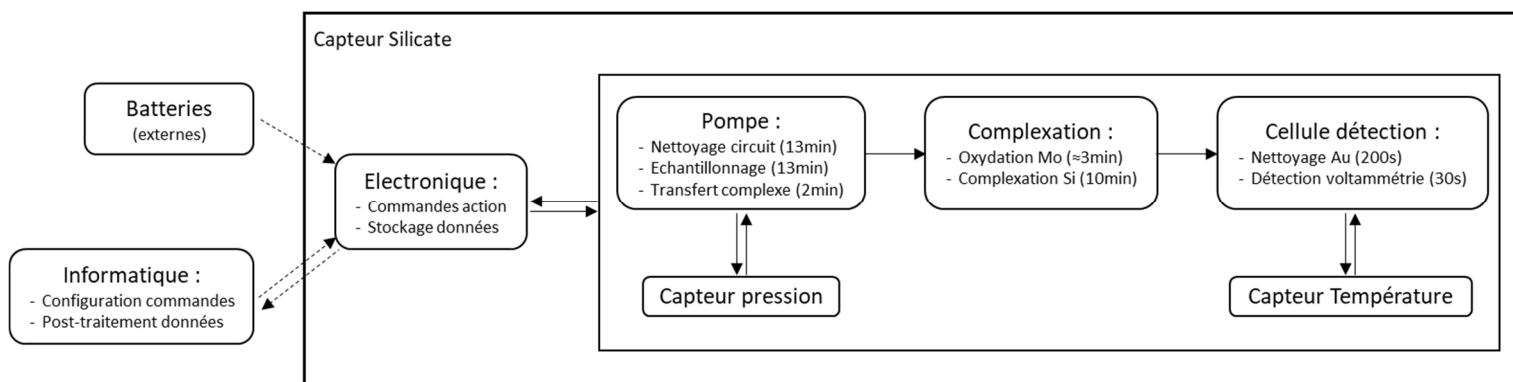 Capteur Silicate
Batteries
(externes)
Electronique :
- Commandes action
- Stockage données
Informatique :
- Configuration commandes
- Post-traitement données
Pompe :
- Nettoyage circuit (13min)
- Echantillonnage (13min)
- Transfert complexe (2min)
Capteur pression
Complexation :
- Oxydation Mo (≈3min)
- Complexation Si (10min)
Cellule détection :
- Nettoyage Au (200s)
- Détection voltammétrie (30s)
Capteur Température